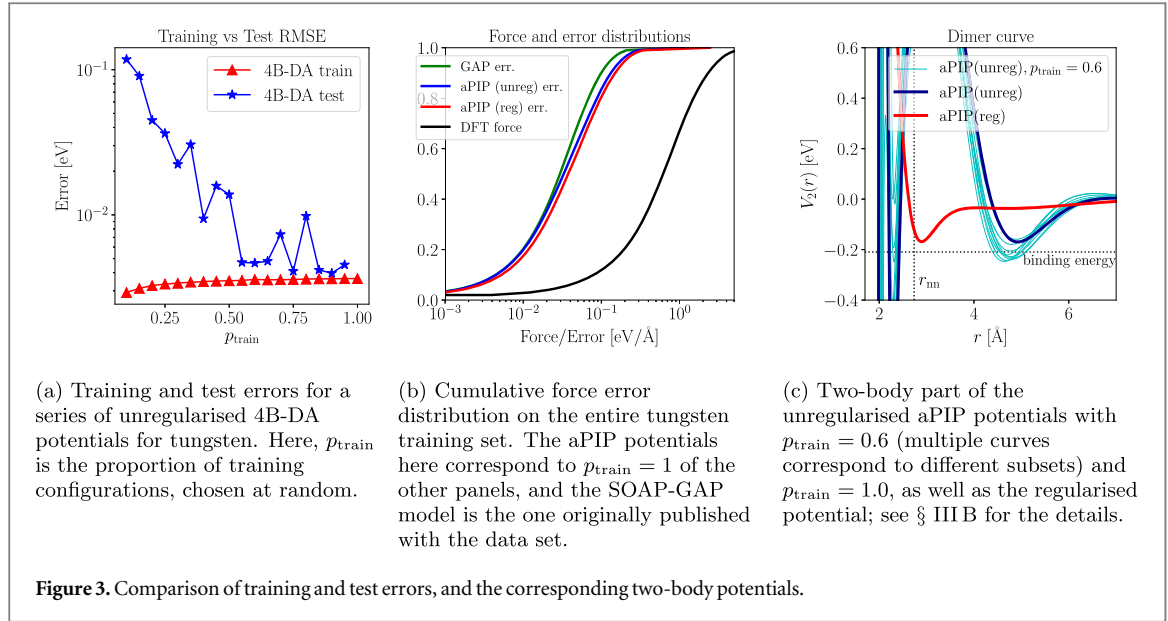 Training vs Test RMSE
4B-DA train
4B-DA test
Error [eV]
10⁻¹
10⁻²
0.25 0.50 0.75 1.00
p_train
Force and error distributions
GAP err.
aPIP (unreg) err.
aPIP (reg) err.
DFT force
1.0
0.8
0.6
0.4
0.2
0.0
10⁻³ 10⁻² 10⁻¹ 10⁰
Force/Error [eV/Å]
Dimer curve
aPIP(unreg), p_train = 0.6
aPIP(unreg)
aPIP(reg)
V₂(r) [eV]
0.6
0.4
0.2
0.0
−0.2
−0.4
binding energy
r_nn
2 4 6
r [Å]
(a) Training and test errors for a
series of unregularised 4B-DA
potentials for tungsten. Here, p_train
is the proportion of training
configurations, chosen at random.
(b) Cumulative force error
distribution on the entire tungsten
training set. The aPIP potentials
here correspond to p_train = 1 of the
other panels, and the SOAP-GAP
model is the one originally published
with the data set.
(c) Two-body part of the
unregularised aPIP potentials with
p_train = 0.6 (multiple curves
correspond to different subsets) and
p_train = 1.0, as well as the regularised
potential; see § III B for the details.
Figure 3. Comparison of training and test errors, and the corresponding two-body potentials.